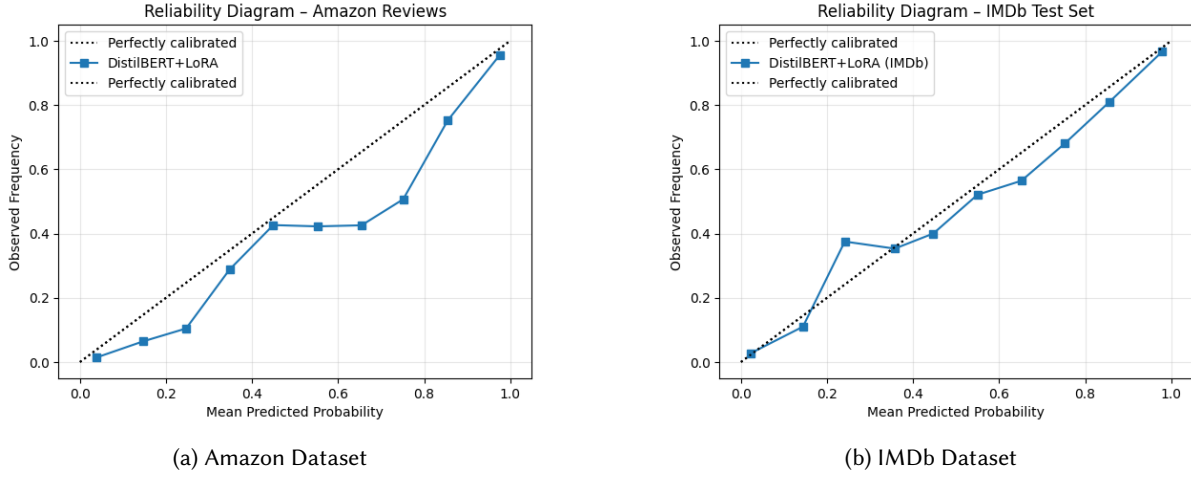 Reliability Diagram – Amazon Reviews
Perfectly calibrated
DistilBERT+LoRA
Perfectly calibrated
Observed Frequency
1.0
0.8
0.6
0.4
0.2
0.0
0.0 0.2 0.4 0.6 0.8 1.0
Mean Predicted Probability
(a) Amazon Dataset
Reliability Diagram – IMDb Test Set
Perfectly calibrated
DistilBERT+LoRA (IMDb)
Perfectly calibrated
Observed Frequency
1.0
0.8
0.6
0.4
0.2
0.0
0.0 0.2 0.4 0.6 0.8 1.0
Mean Predicted Probability
(b) IMDb Dataset